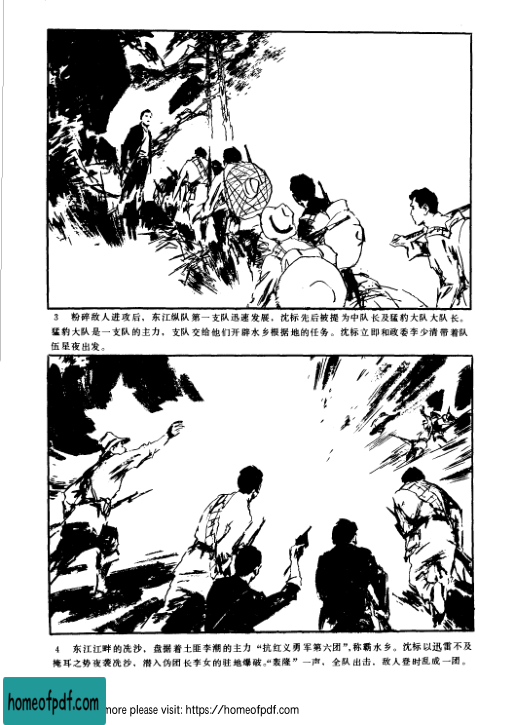 3 粉碎敌人进攻后，东江纵队第一支队迅速发展，沈标先后被提为中队长及猛豹大队大队长。
猛豹大队是一支队的主力，支队交给他们开辟水乡根据地的任务。沈标立即和政委李少清带着队
伍星夜出发。
4 东江江畔的冼沙，盘据着土匪李潮的主力“抗红义勇军第六团”，称霸水乡。沈标以迅雷不及
掩耳之势夜袭冼沙，潜入伪团长李女的驻地爆破。“轰隆”一声，全队出击，敌人登时乱成一团。
homeofpdf.com
more please visit: https://homeofpdf.com